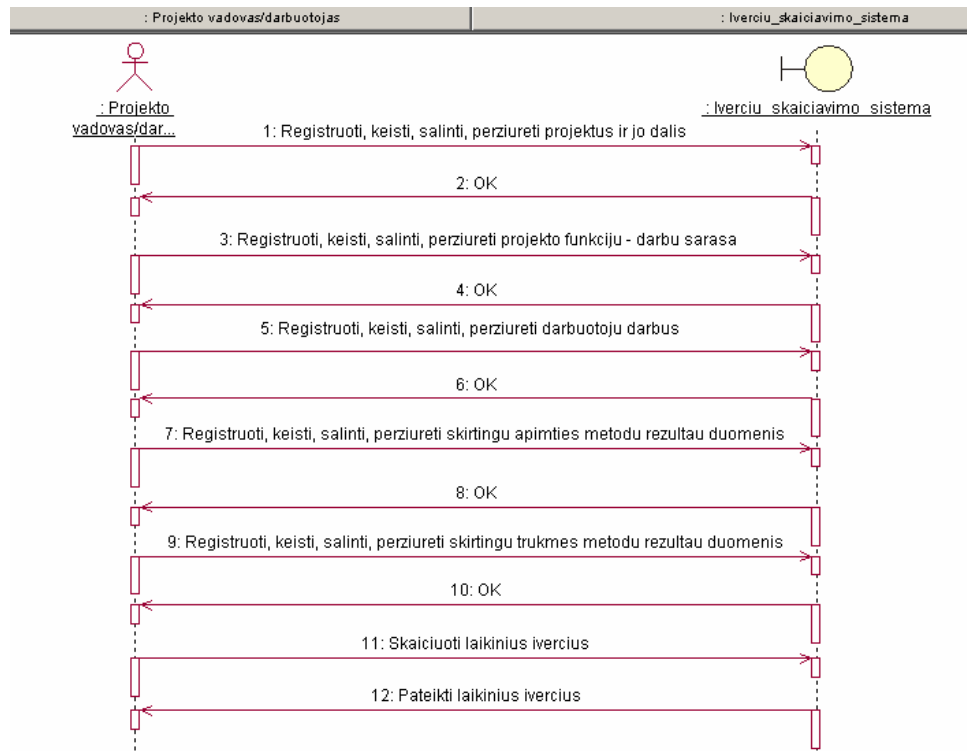 : Projekto vadovas/darbuotojas
: Iverciu_skaiciavimo_sistema
: Projekto
vadovas/dar...
: Iverciu_skaiciavimo_sistema
1: Registruoti, keisti, salinti, perziureti projektus ir jo dalis
2: OK
3: Registruoti, keisti, salinti, perziureti projekto funkciju - darbu sarasa
4: OK
5: Registruoti, keisti, salinti, perziureti darbuotoju darbus
6: OK
7: Registruoti, keisti, salinti, perziureti skirtingu apimties metodu rezultau duomenis
8: OK
9: Registruoti, keisti, salinti, perziureti skirtingu trukmes metodu rezultau duomenis
10: OK
11: Skaiciuoti laikinius ivercius
12: Pateikti laikinius ivercius